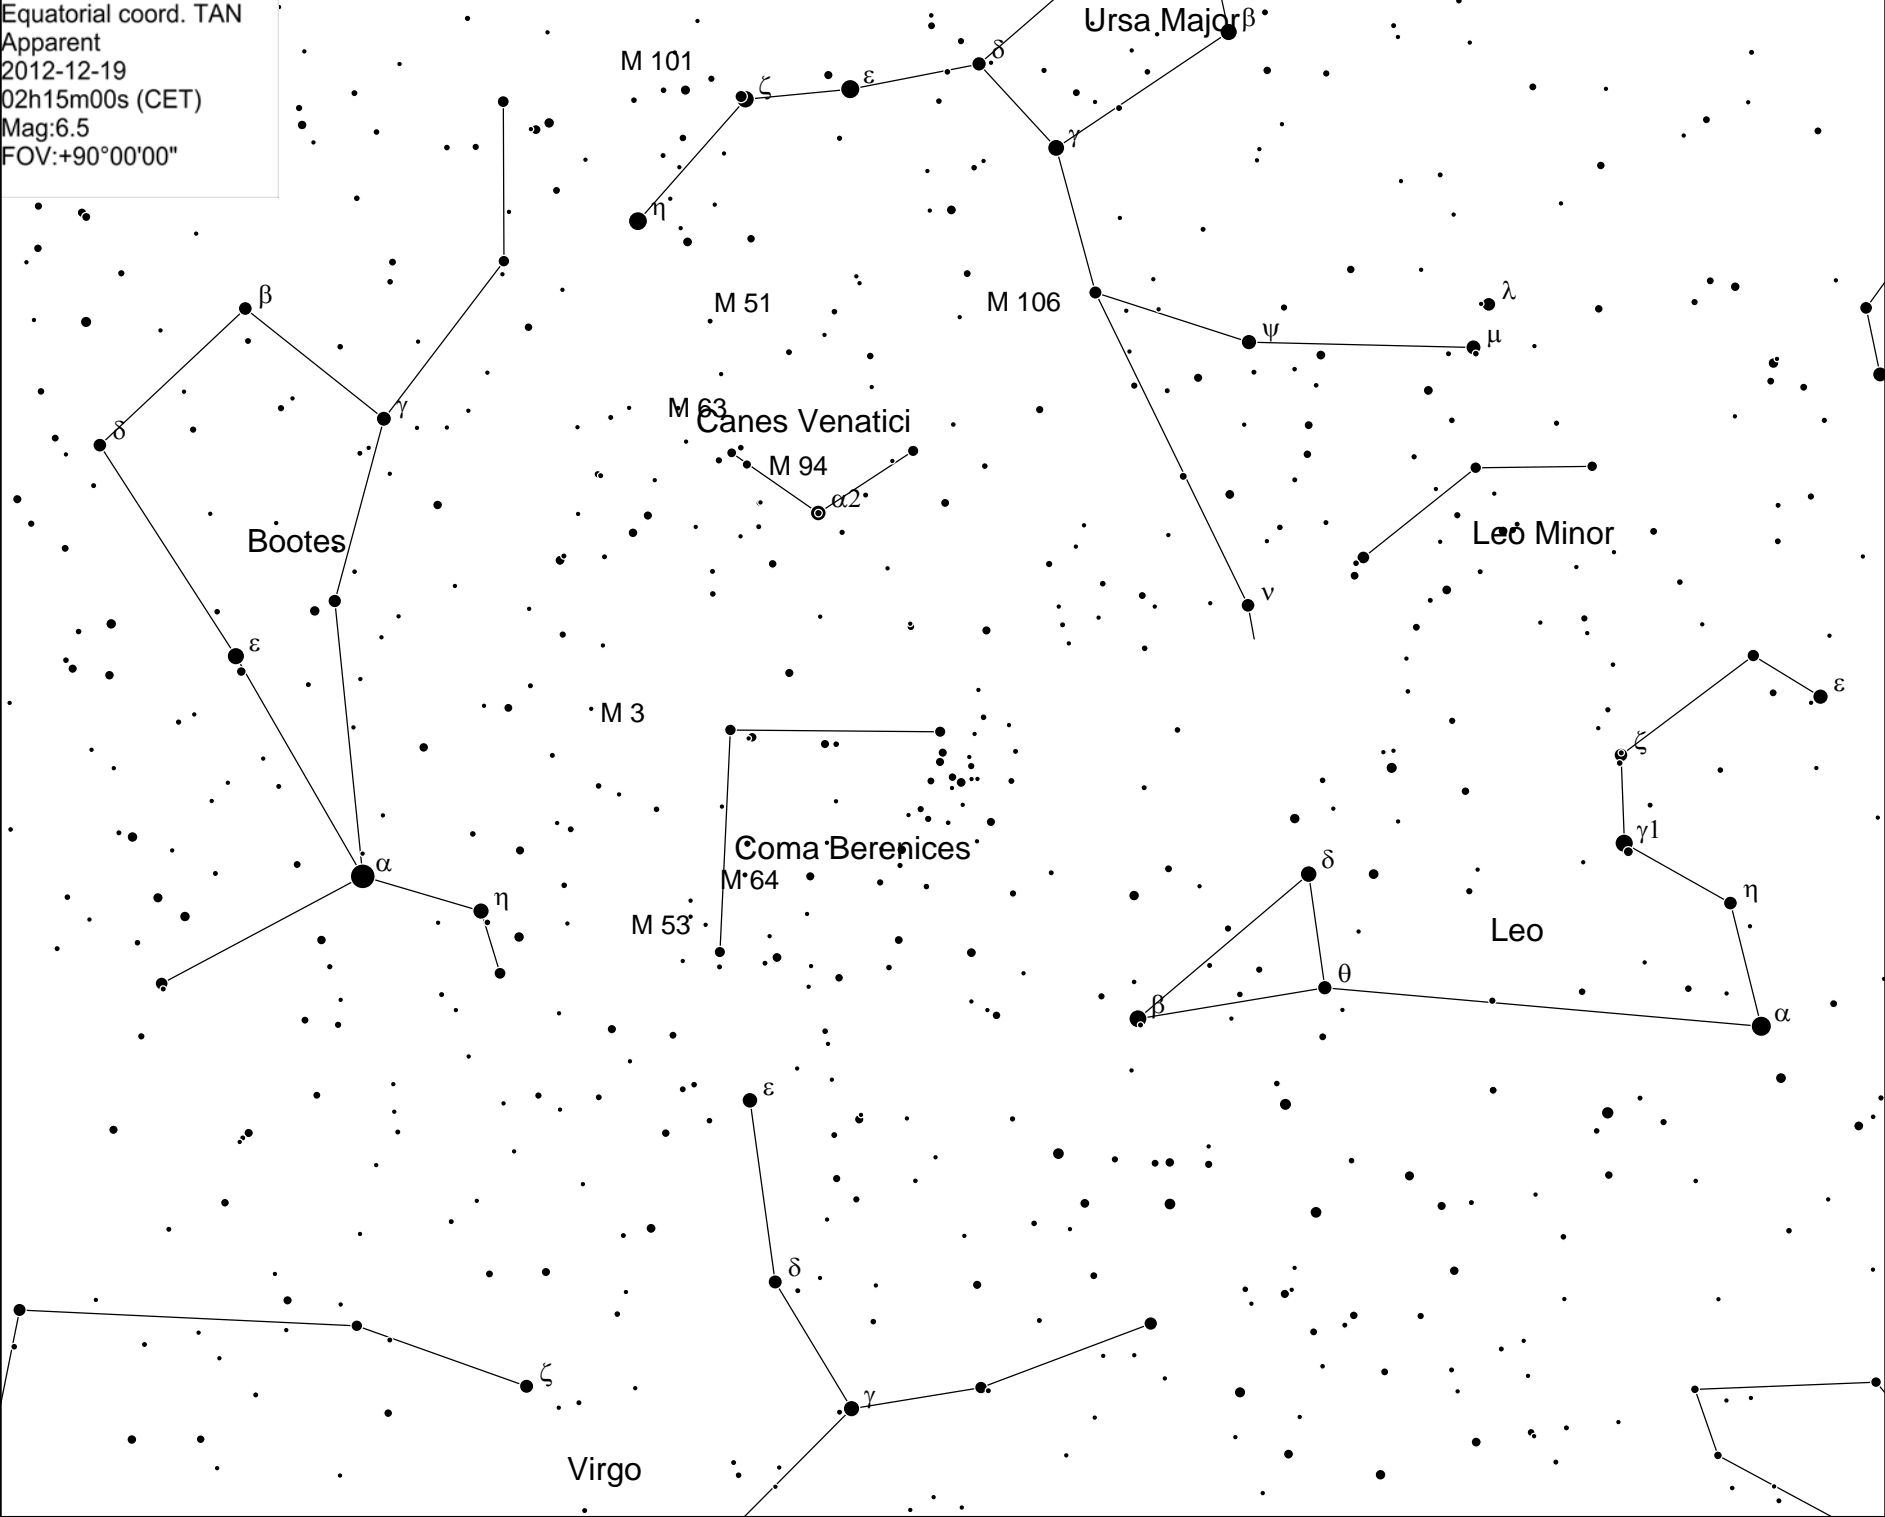 Equatorial coord. TAN
Apparent
2012-12-19
02h15m00s (CET)
Mag:6.5
FOV:+90°00'00"
Ursa Major
β
δ
M 101
ζ
ε
γ
η
β
M 51
M 106
λ
ψ
μ
γ
δ
M 63
Canes Venatici
M 94
α2
Bootes
Leo Minor
ν
ε
M 3
ε
ζ
γ1
Coma Berenices
α
M 64
δ
η
η
M 53
Leo
θ
β
α
ε
δ
ζ
γ
Virgo